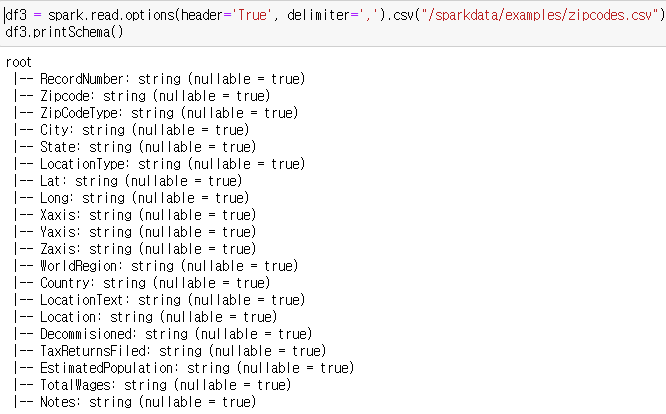 df3 = spark.read.options(header='True', delimiter=',').csv("/sparkdata/examples/zipcodes.csv")
df3.printSchema()
root
 |-- RecordNumber: string (nullable = true)
 |-- Zipcode: string (nullable = true)
 |-- ZipCodeType: string (nullable = true)
 |-- City: string (nullable = true)
 |-- State: string (nullable = true)
 |-- LocationType: string (nullable = true)
 |-- Lat: string (nullable = true)
 |-- Long: string (nullable = true)
 |-- Xaxis: string (nullable = true)
 |-- Yaxis: string (nullable = true)
 |-- Zaxis: string (nullable = true)
 |-- WorldRegion: string (nullable = true)
 |-- Country: string (nullable = true)
 |-- LocationText: string (nullable = true)
 |-- Location: string (nullable = true)
 |-- Decommisioned: string (nullable = true)
 |-- TaxReturnsFiled: string (nullable = true)
 |-- EstimatedPopulation: string (nullable = true)
 |-- TotalWages: string (nullable = true)
 |-- Notes: string (nullable = true)